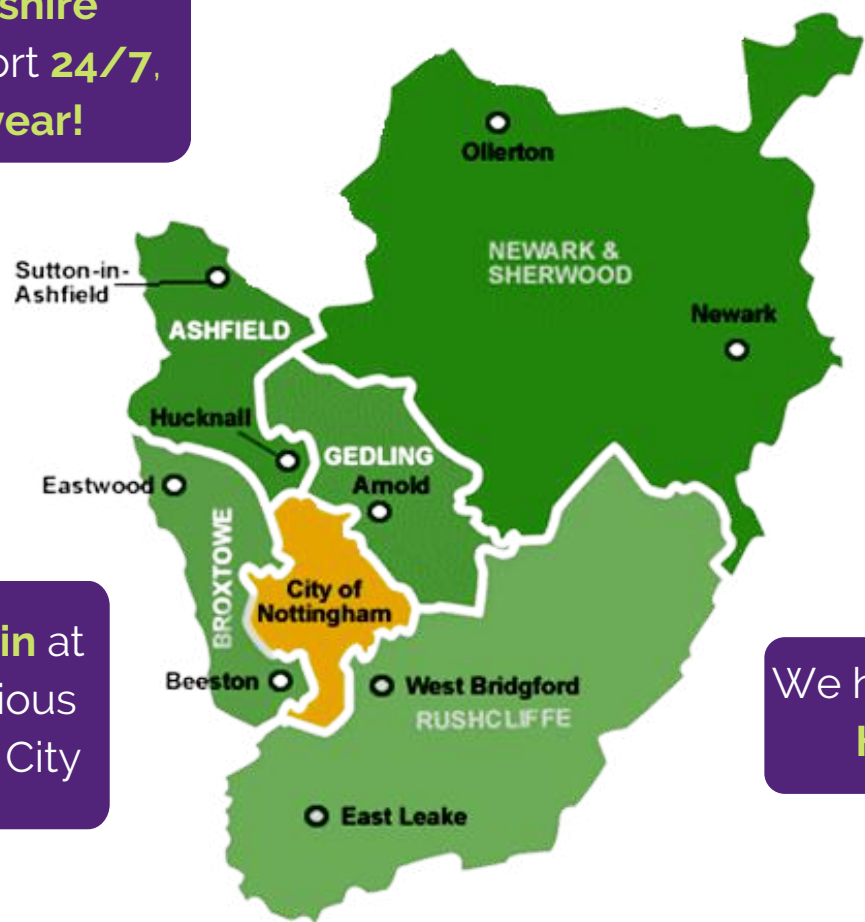 shire
ort 24/7,
year!
Ollerton
NEWARK &
SHERWOOD
Sutton-in-
Ashfield
Newark
ASHFIELD
Hucknall
GEDLING
Eastwood
Arnold
BROXTOWE
City of
Nottingham
in at
ious
City
Beeston
West Bridgford
RUSHCLIFFE
We h
East Leake